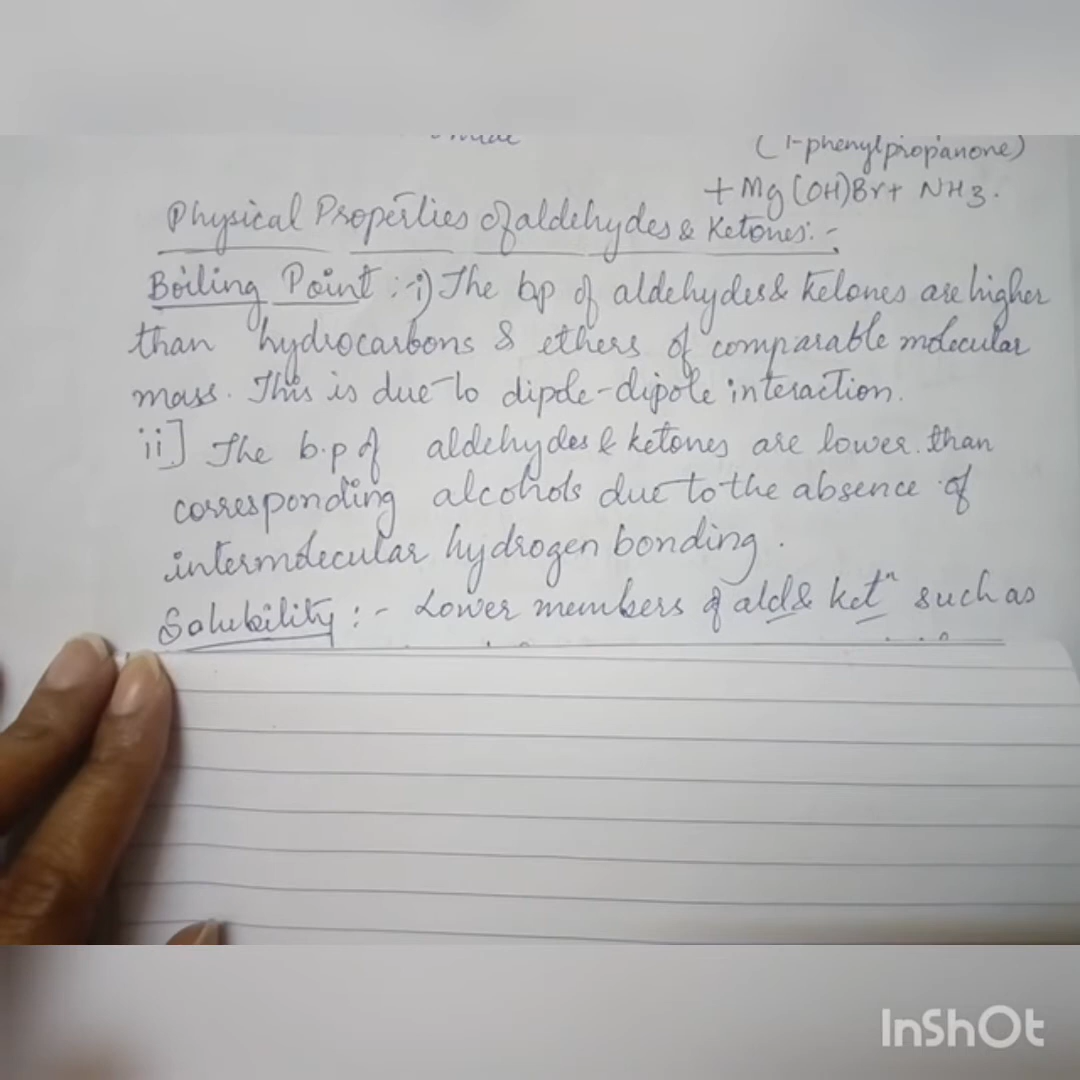 (1-phenylpropanone)
+ Mg(OH)Br + NH3.
Physical Properties of aldehydes & Ketones:-
Boiling Point :- i) The bp of aldehydes & Ketones are higher
than hydrocarbons & ethers of comparable molecular
mass. This is due to dipole-dipole interaction.
ii] The b.p of aldehydes & ketones are lower than
corresponding alcohols due to the absence of
intermolecular hydrogen bonding.
Solubility :- Lower members of ald & ketⁿ such as
InShOt